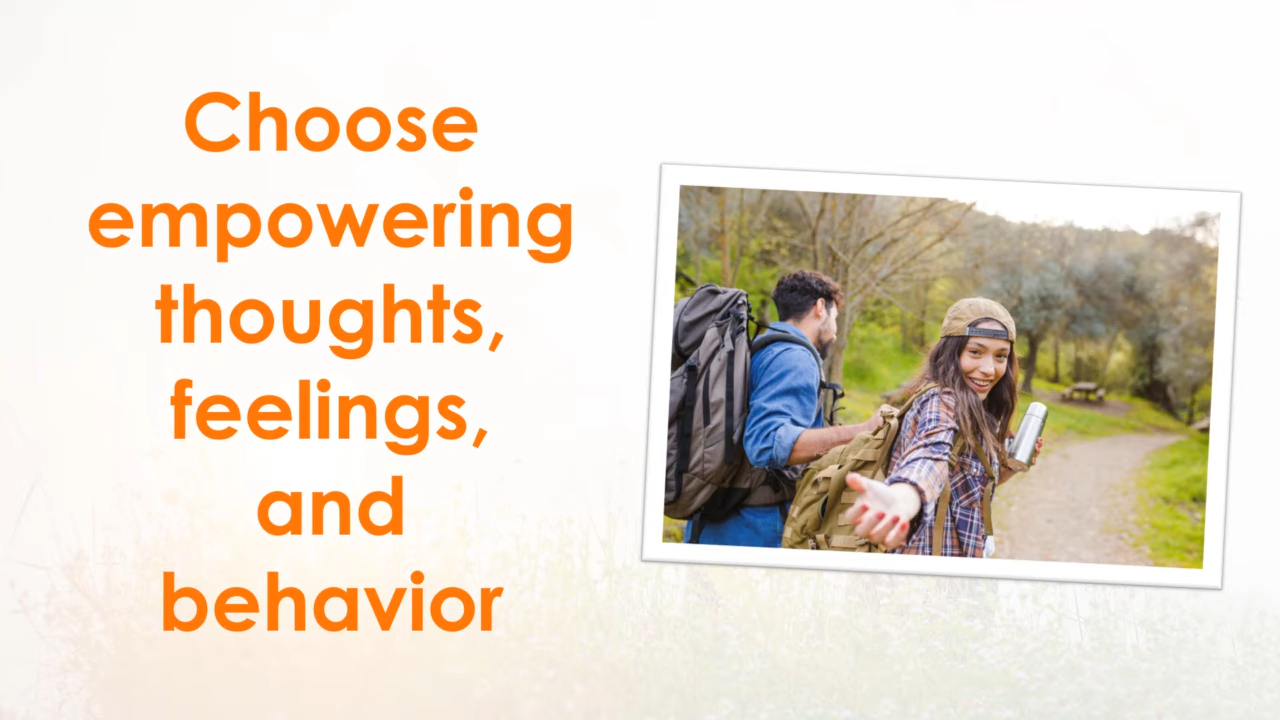 Choose
empowering
thoughts,
feelings,
and
behavior